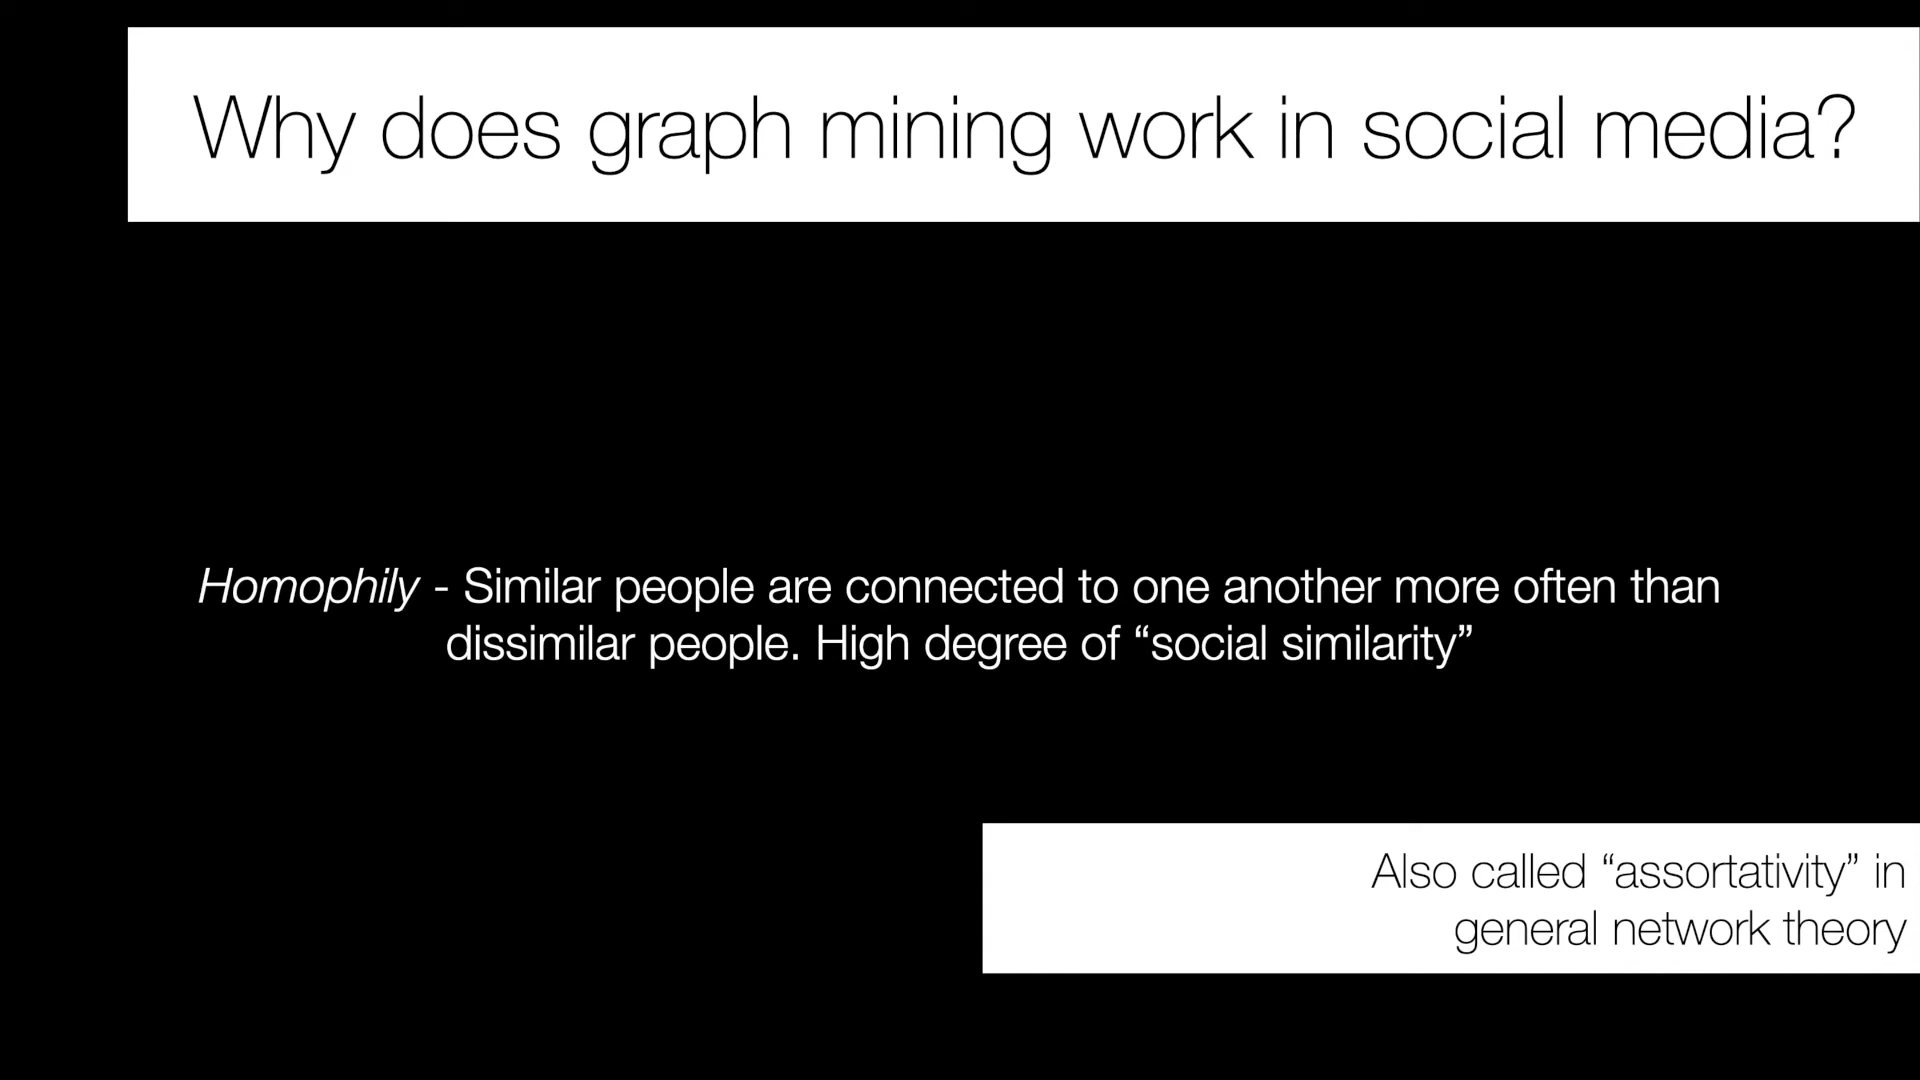 Why does graph mining work in social media?
Homophily - Similar people are connected to one another more often than
dissimilar people. High degree of “social similarity”
Also called “assortativity” in
general network theory